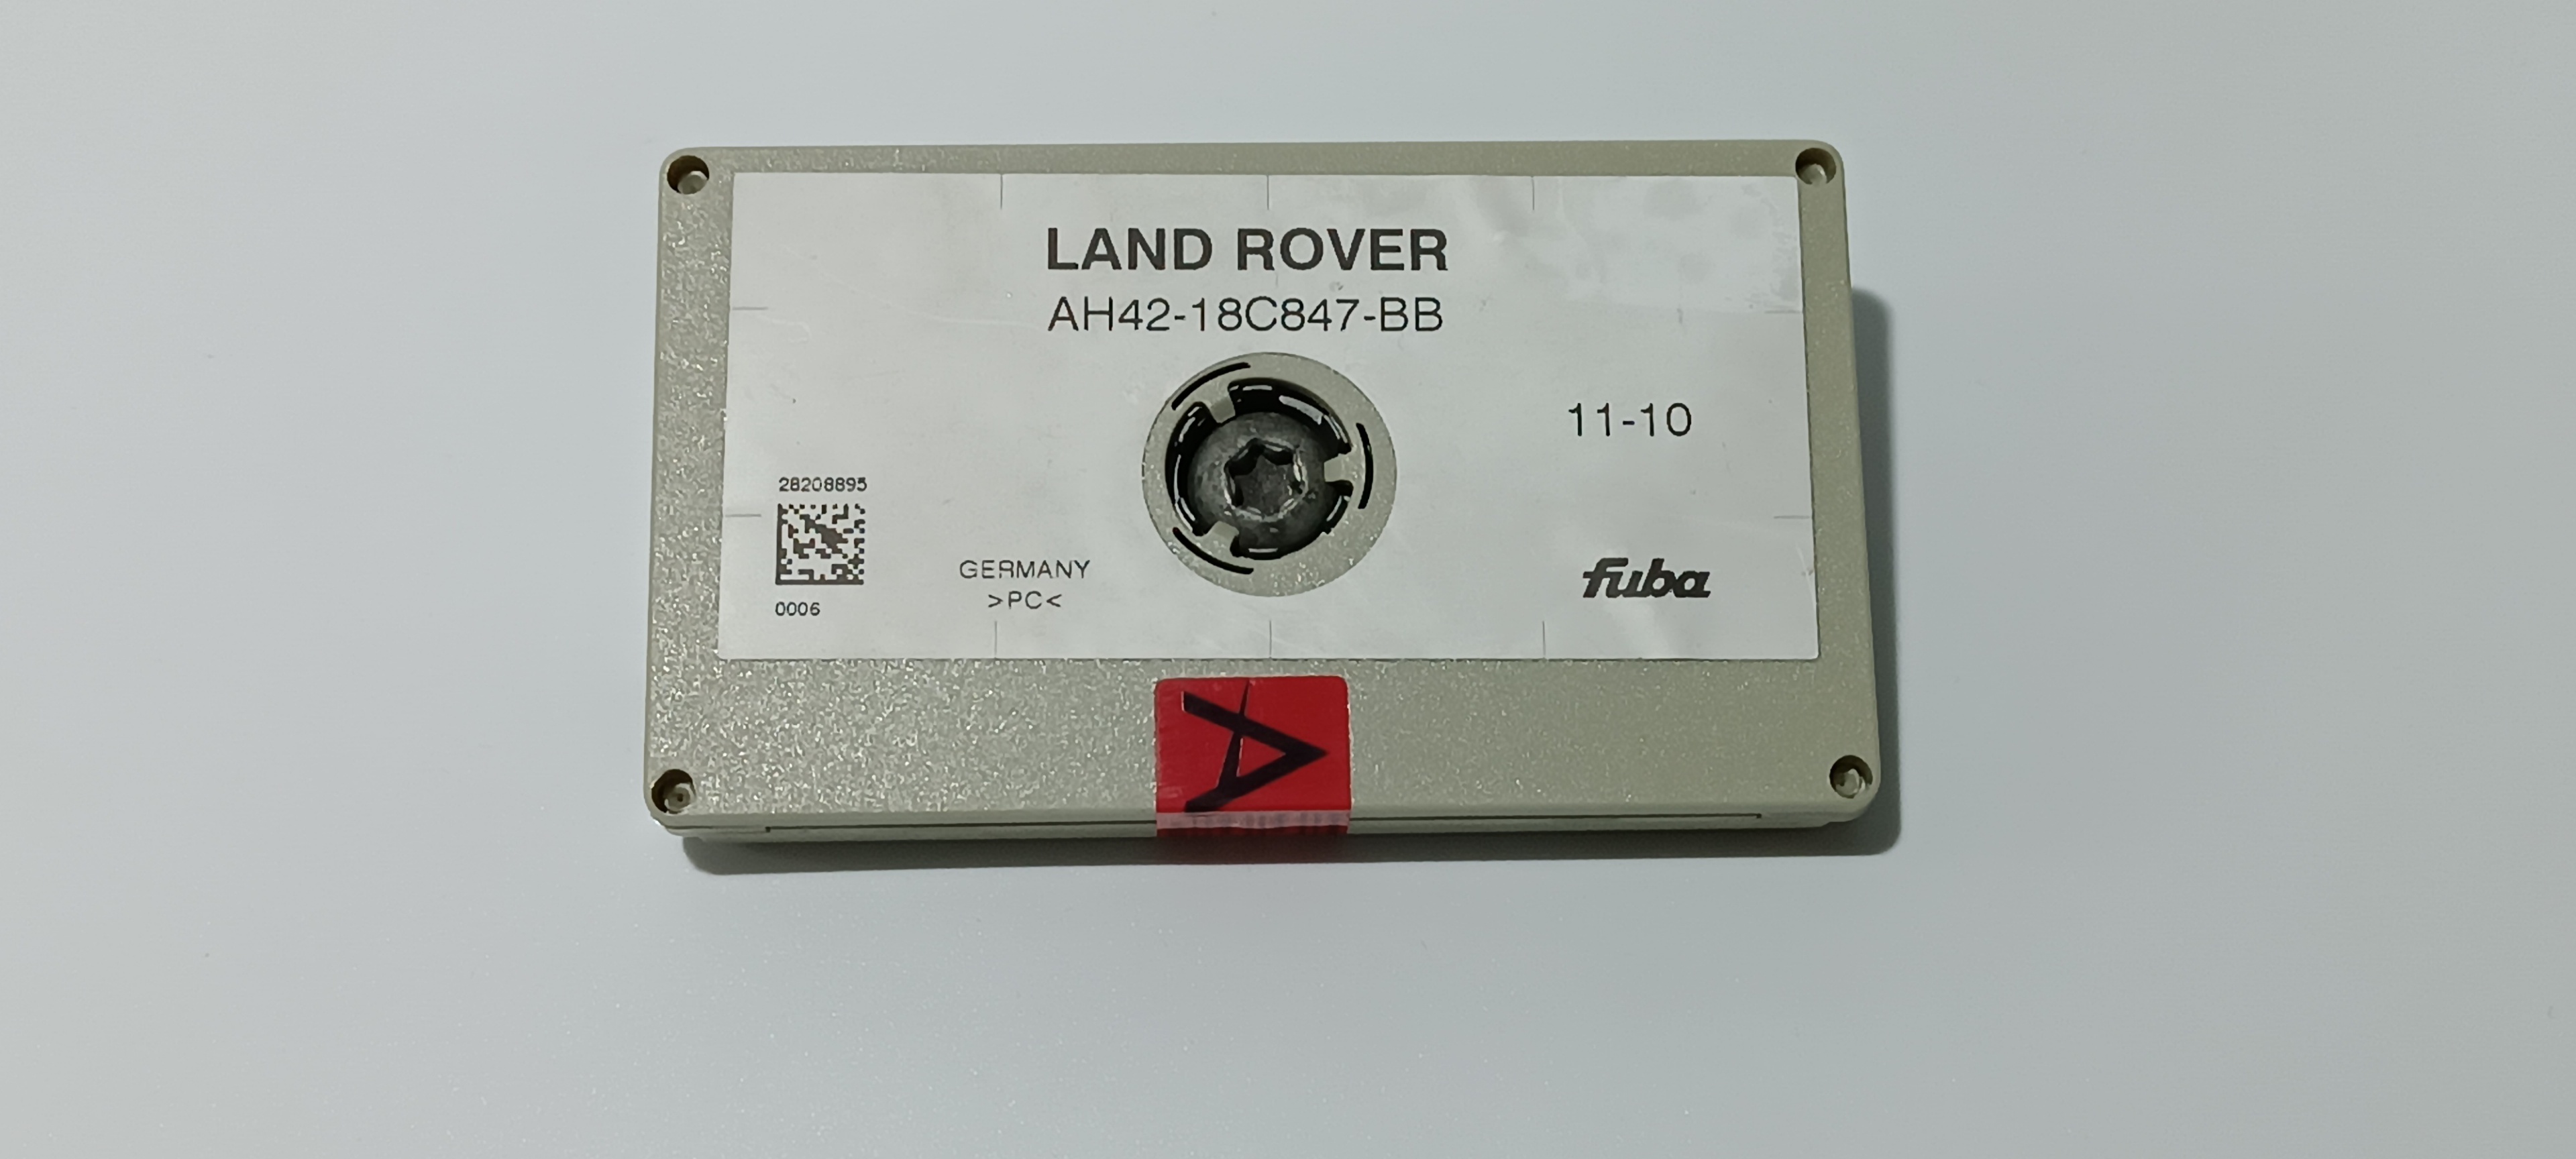 LAND ROVER
AH42-18C847-BB
11-10
28208895
0006
GERMANY
>PC<
fuba
A